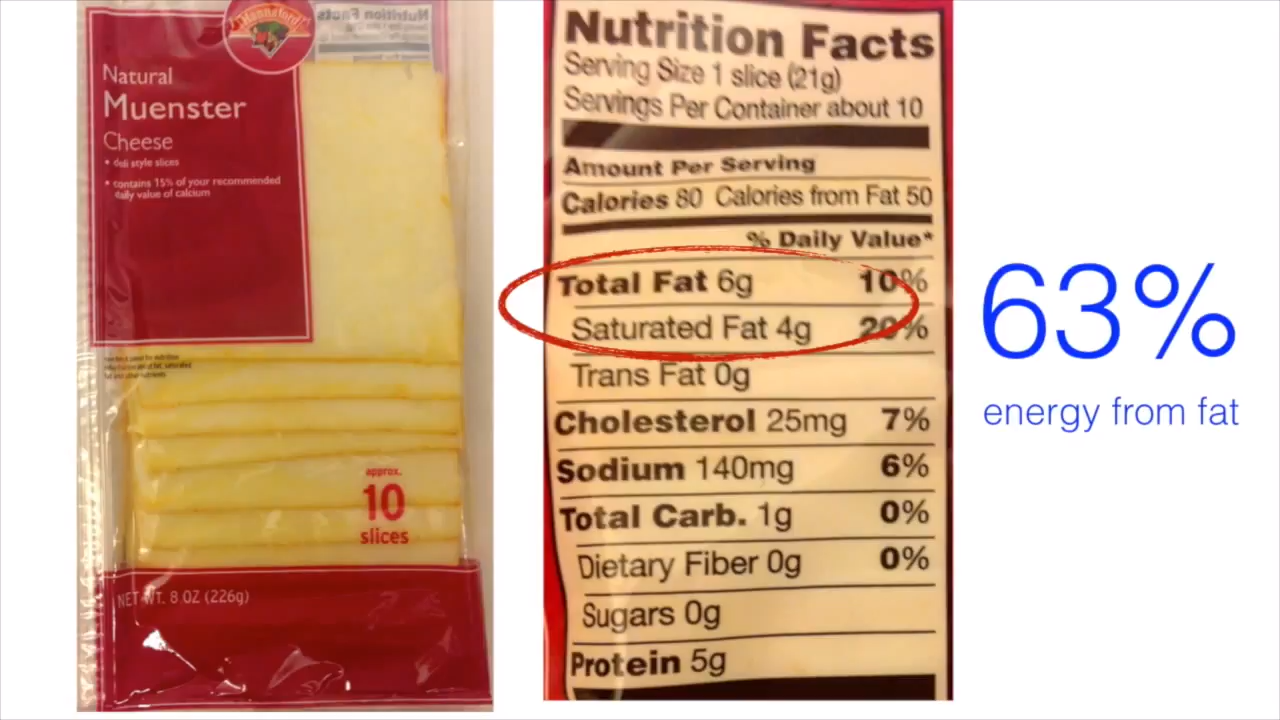 Hannaford
Nutrition Facts
Natural
Muenster
Cheese
• deli style slices
• contains 15% of your recommended
daily value of calcium
approx.
10
slices
NET WT. 8 OZ (226g)
Nutrition Facts
Serving Size 1 slice (21g)
Servings Per Container about 10
Amount Per Serving
Calories 80 Calories from Fat 50
% Daily Value*
Total Fat 6g 10%
Saturated Fat 4g 20%
Trans Fat 0g
Cholesterol 25mg 7%
Sodium 140mg 6%
Total Carb. 1g 0%
Dietary Fiber 0g 0%
Sugars 0g
Protein 5g
63%
energy from fat